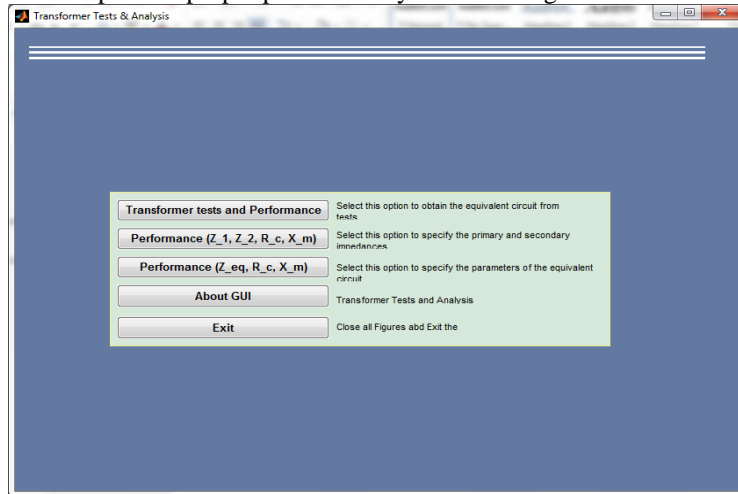 Transformer Tests & Analysis
Transformer tests and Performance
Select this option to obtain the equivalent circuit from
tests
Performance (Z_1, Z_2, R_c, X_m)
Select this option to specify the primary and secondary
impedances
Performance (Z_eq, R_c, X_m)
Select this option to specify the parameters of the equivalent
circuit
About GUI
Transformer Tests and Analysis
Exit
Close all Figures abd Exit the